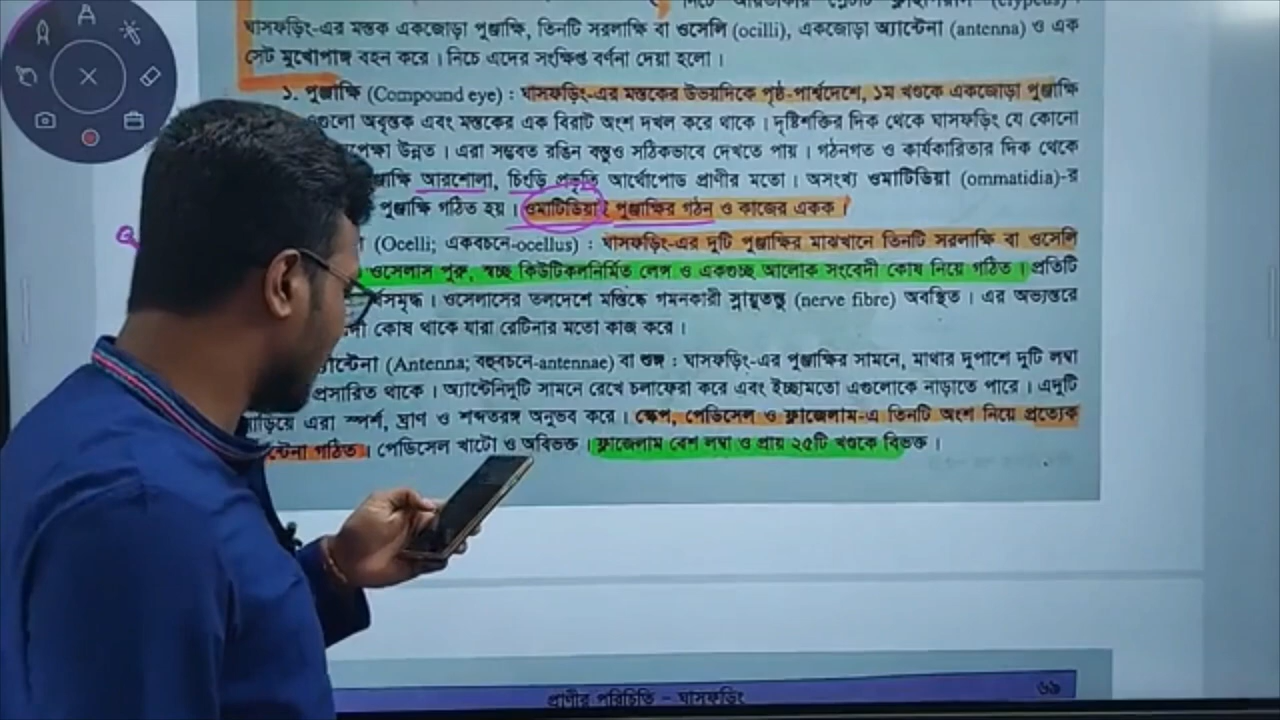 ঘাসফড়িং-এর মস্তক একজোড়া পুঞ্জাক্ষি, তিনটি সরলাক্ষি বা ওসেলি (ocilli), একজোড়া অ্যান্টেনা (antenna) ও এক
সেট মুখোপাঙ্গ বহন করে । নিচে এদের সংক্ষিপ্ত বর্ণনা দেয়া হলো ।
১. পুঞ্জাক্ষি (Compound eye) : ঘাসফড়িং-এর মস্তকের উভয়দিকে পৃষ্ঠ-পার্শ্বদেশে, ১ম খণ্ডকে একজোড়া পুঞ্জাক্ষি
এগুলো অবৃন্তক এবং মস্তকের এক বিরাট অংশ দখল করে থাকে । দৃষ্টিশক্তির দিক থেকে ঘাসফড়িং যে কোনো
উন্নত । এরা সম্ভবত রঙিন বস্তুও সঠিকভাবে দেখতে পায় । গঠনগত ও কার্যকারিতার দিক থেকে
আরশোলা, চিংড়ি প্রভৃতি আর্থোপোড প্রাণীর মতো । অসংখ্য ওমাটিডিয়া (ommatidia)-র
পুঞ্জাক্ষি গঠিত হয় । ওমাটিডিয়া পুঞ্জাক্ষির গঠন ও কাজের একক ।
(Ocelli; একবচনে-ocellus) : ঘাসফড়িং-এর দুটি পুঞ্জাক্ষির মাঝখানে তিনটি সরলাক্ষি বা ওসেলি
ওসেলাস পুরু, স্বচ্ছ কিউটিকলনির্মিত লেন্স ও একগুচ্ছ আলোক সংবেদী কোষ নিয়ে গঠিত । প্রতিটি
ওসেলাসের তলদেশে মস্তিষ্কে গমনকারী স্নায়ুতন্তু (nerve fibre) অবস্থিত । এর অভ্যন্তরে
কোষ থাকে যারা রেটিনার মতো কাজ করে ।
(Antenna; বহুবচনে-antennae) বা শুঙ্গ : ঘাসফড়িং-এর পুঞ্জাক্ষির সামনে, মাথার দুপাশে দুটি লম্বা
প্রসারিত থাকে । অ্যান্টেনিদুটি সামনে রেখে চলাফেরা করে এবং ইচ্ছামতো এগুলোকে নাড়াতে পারে । এদুটি
এরা স্পর্শ, ঘ্রাণ ও শব্দতরঙ্গ অনুভব করে । স্কেপ, পেডিসেল ও ফ্লাজেলাম-এ তিনটি অংশ নিয়ে প্রত্যেক
গঠিত । পেডিসেল খাটো ও অবিভক্ত । ফ্লাজেলাম বেশ লম্বা ও প্রায় ২৫টি খণ্ডকে বিভক্ত ।
প্রাণীর পরিচিতি – ঘাসফড়িং ৬৯